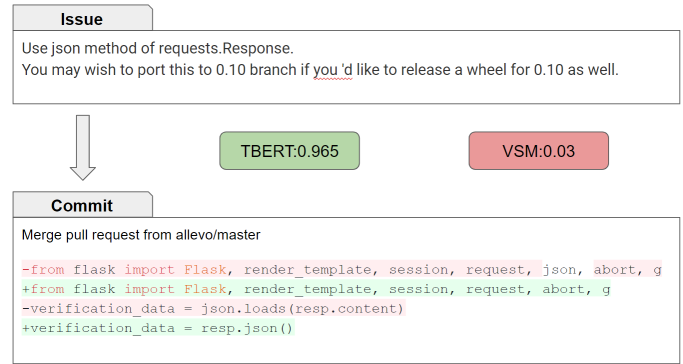 Issue
Use json method of requests.Response.
You may wish to port this to 0.10 branch if you 'd like to release a wheel for 0.10 as well.
TBERT:0.965
VSM:0.03
Commit
Merge pull request from allevo/master
-from flask import Flask, render_template, session, request, json, abort, g
+from flask import Flask, render_template, session, request, abort, g
-verification_data = json.loads(resp.content)
+verification_data = resp.json()